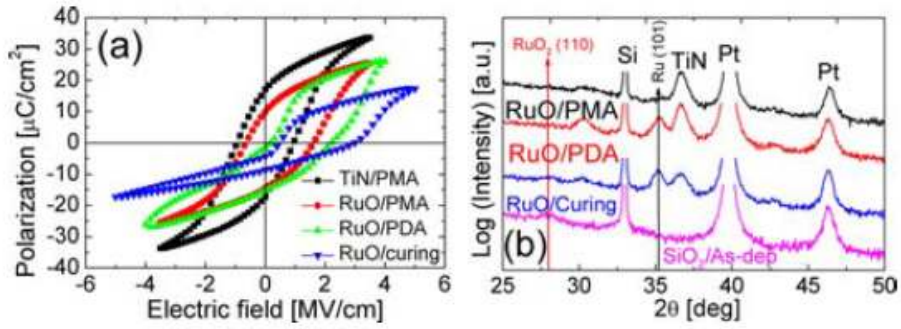 (a)
Polarization [μC/cm²]
40
30
20
10
0
-10
-20
-30
-40
-6
-4
-2
0
2
4
6
Electric field [MV/cm]
TiN/PMA
RuO/PMA
RuO/PDA
RuO/curing
(b)
Log (Intensity) [a.u.]
RuO₂ (110)
Si
Ru (101)
TiN
Pt
Pt
RuO/PMA
RuO/PDA
RuO/Curing
SiO₂/As-dep
25
30
35
40
45
50
2θ [deg]